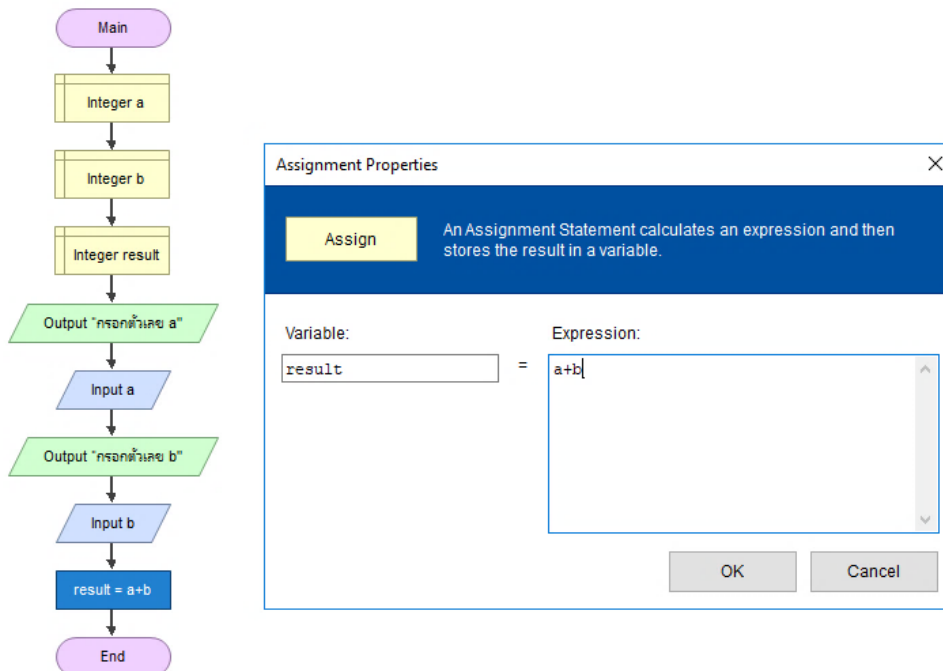 Main
Integer a
Integer b
Integer result
Output "กรอกตัวเลข a"
Input a
Output "กรอกตัวเลข b"
Input b
result = a+b
End
Assignment Properties
Assign
An Assignment Statement calculates an expression and then
stores the result in a variable.
Variable:
Expression:
result
=
a+b
OK
Cancel